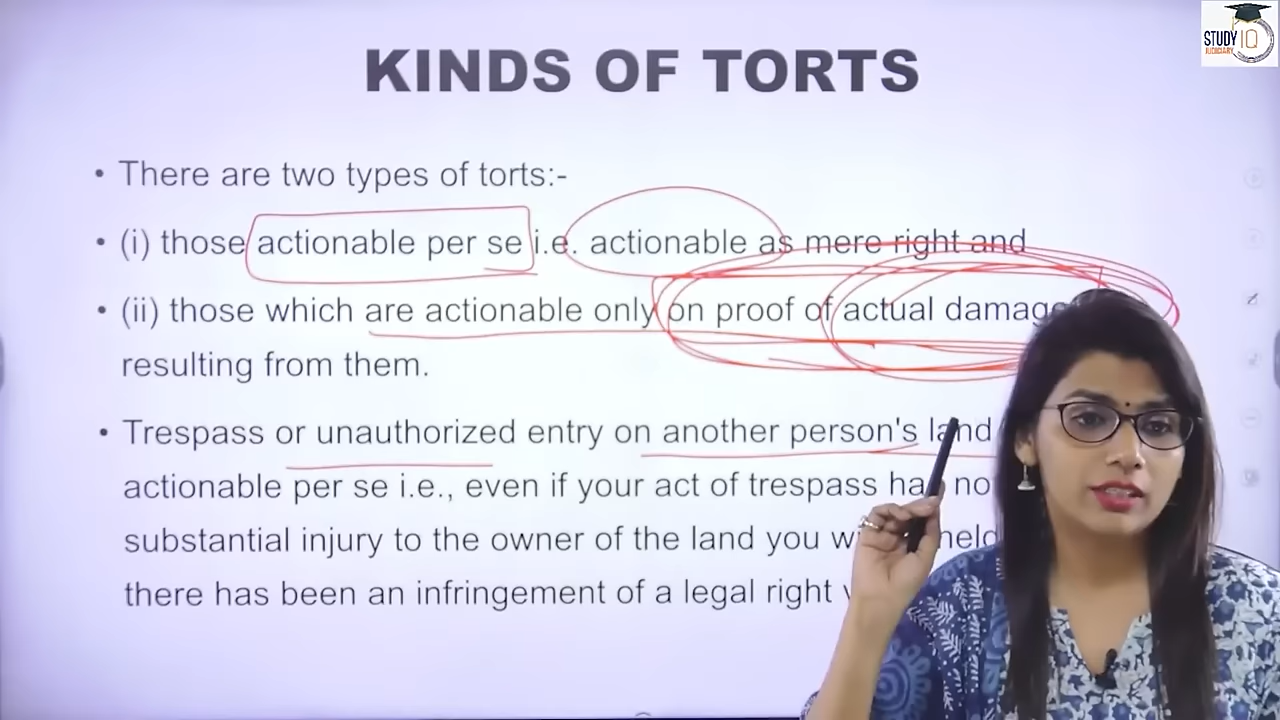 STUDY IQ
JUDICIARY
KINDS OF TORTS
• There are two types of torts:-
• (i) those actionable per se i.e. actionable as mere right and
• (ii) those which are actionable only on proof of actual damage
resulting from them.
• Trespass or unauthorized entry on another person's land
actionable per se i.e., even if your act of trespass has no
substantial injury to the owner of the land you held
there has been an infringement of a legal right